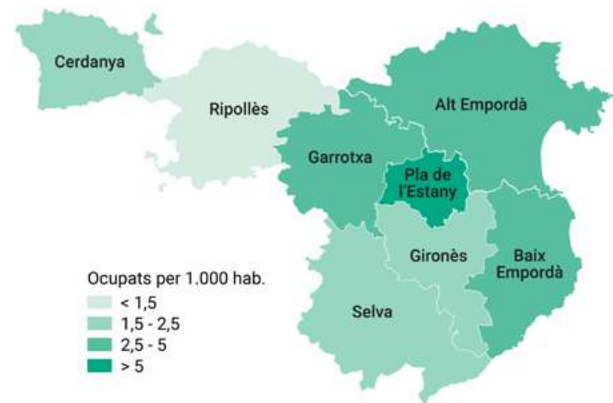 Cerdanya
Ripollès
Alt Empordà
Garrotxa
Pla de
l'Estany
Gironès
Baix
Empordà
Selva
Ocupats per 1.000 hab.
< 1,5
1,5 - 2,5
2,5 - 5
> 5